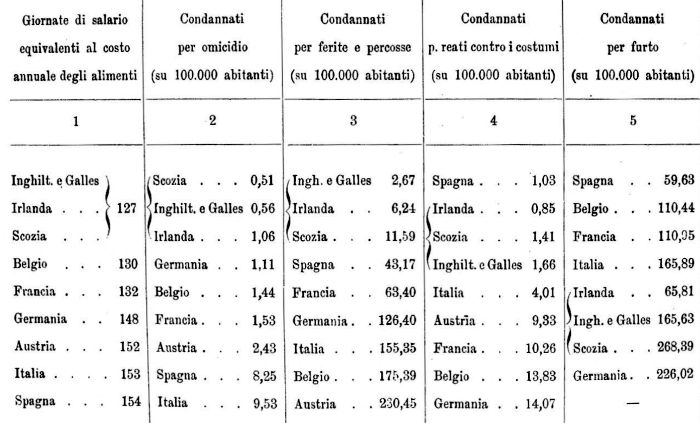 Giornate di salario Condannati Condannati Condannati Condannati
equivalenti al costo per omicidio per ferite e percosse p. reati contro i costumi per furto
annuale degli alimenti (su 100.000 abitanti) (su 100.000 abitanti) (su 100.000 abitanti) (su 100.000 abitanti)
1 2 3 4 5
Inghilt. e Galles Scozia . . . 0,51 Ingh. e Galles 2,67 Spagna . . . 1,03 Spagna . . 59,63
Irlanda . . . 127 Inghilt. e Galles 0,56 Irlanda . . . 6,24 Irlanda . . . 0,85 Belgio . . . 110,44
Scozia . . . Irlanda . . . 1,06 Scozia . . . 11,59 Scozia . . . 1,41 Francia . . 110,95
Belgio . . . 130 Germania . . 1,11 Spagna . . . 43,17 Inghilt. e Galles 1,66 Italia . . . 165,89
Francia . . . 132 Belgio . . . 1,44 Francia . . . 63,40 Italia . . . 4,01 Irlanda . . 65,81
Germania . . . 148 Francia . . . 1,53 Germania . . 126,40 Austria . . . 9,33 Ingh. e Galles 165,63
Austria . . . 152 Austria . . . 2,43 Italia . . . 155,35 Francia . . . 10,26 Scozia . . . 268,39
Italia . . . 153 Spagna . . . 8,25 Belgio . . . 175,39 Belgio . . . 13,83 Germania . . 226,02
Spagna . . . 154 Italia . . . 9,53 Austria . . . 230,45 Germania . . 14,07 —